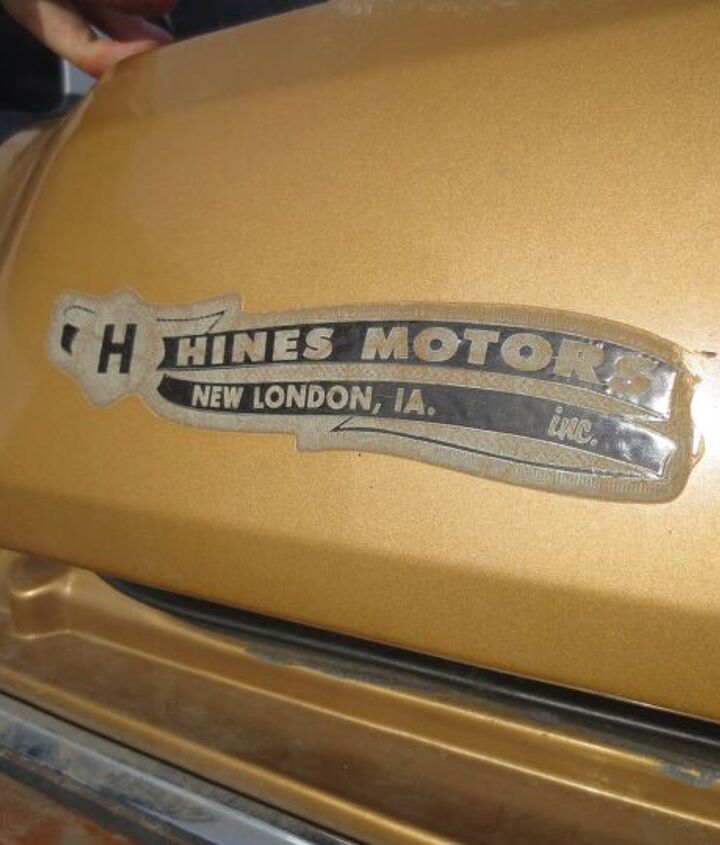 H
HINES MOTORS
NEW LONDON, IA.
inc.